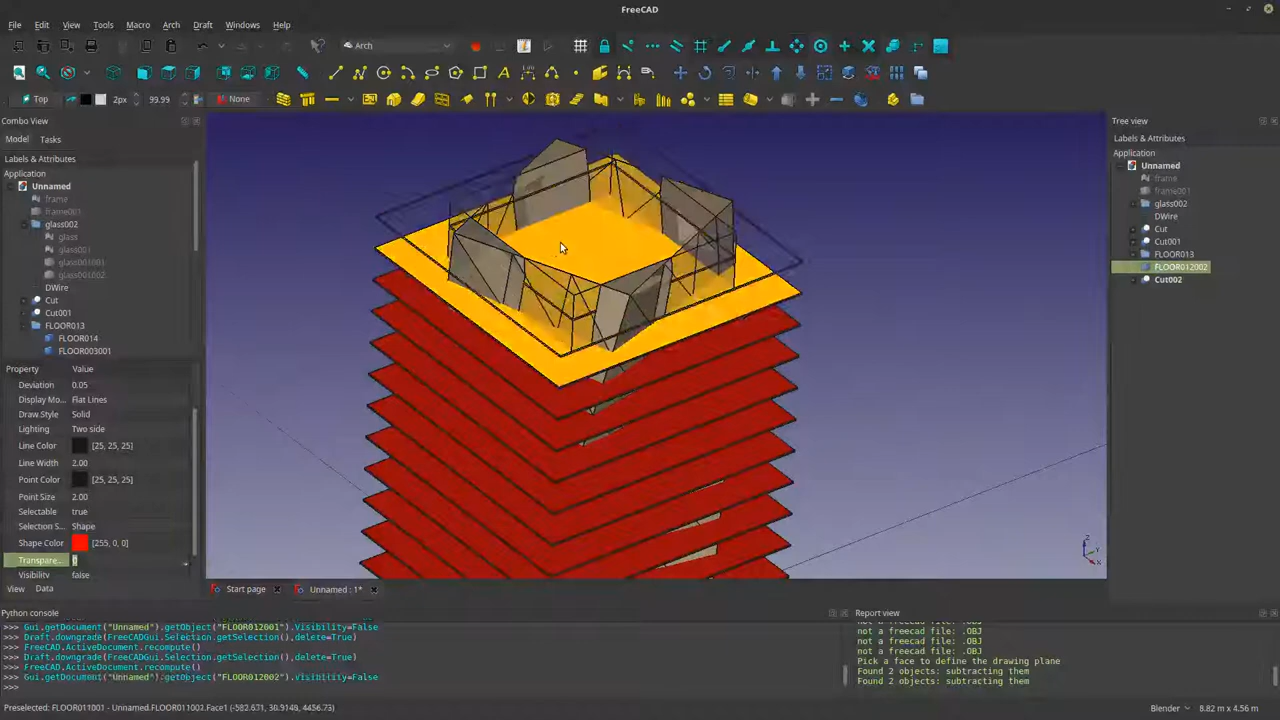 FreeCAD
File Edit View Tools Macro Arch Draft Windows Help
Arch
Top 2px 99.99 None
Combo View
Model Tasks
Labels & Attributes
Application
Unnamed
frame
frame001
glass002
glass
glass001
glass001001
glass001002
DWire
Cut
Cut001
FLOOR013
FLOOR014
FLOOR003001
Property Value
Deviation 0.05
Display Mo... Flat Lines
Draw Style Solid
Lighting Two side
Line Color [25, 25, 25]
Line Width 2.00
Point Color [25, 25, 25]
Point Size 2.00
Selectable true
Selection S... Shape
Shape Color [255, 0, 0]
Transpare... 0
Visibility false
View Data
Tree view
Labels & Attributes
Application
Unnamed
frame
frame001
glass002
DWire
Cut
Cut001
FLOOR013
FLOOR012002
Cut002
Start page Unnamed : 1*
Python console
>>> Gui.getDocument("Unnamed").getObject("FLOOR012001").Visibility=False
>>> Draft.downgrade(FreeCADGui.Selection.getSelection(),delete=True)
>>> FreeCAD.ActiveDocument.recompute()
>>> Draft.downgrade(FreeCADGui.Selection.getSelection(),delete=True)
>>> FreeCAD.ActiveDocument.recompute()
>>> Gui.getDocument("Unnamed").getObject("FLOOR012002").Visibility=False
>>>
Report view
not a freecad file: .OBJ
not a freecad file: .OBJ
not a freecad file: .OBJ
Pick a face to define the drawing plane
Found 2 objects: subtracting them
Found 2 objects: subtracting them
Preselected: FLOOR011001 - Unnamed.FLOOR011001.Face1 (-582.671, 30.9149, 4456.73)
Blender 8.82 m x 4.56 m